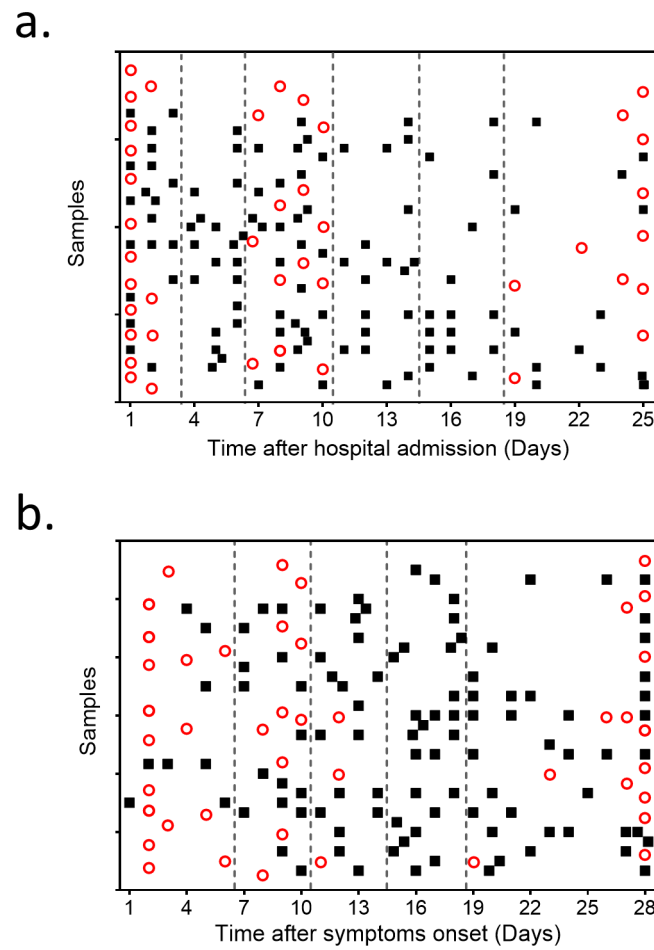 a.
Samples
1 4 7 10 13 16 19 22 25
Time after hospital admission (Days)
b.
Samples
1 4 7 10 13 16 19 22 25 28
Time after symptoms onset (Days)